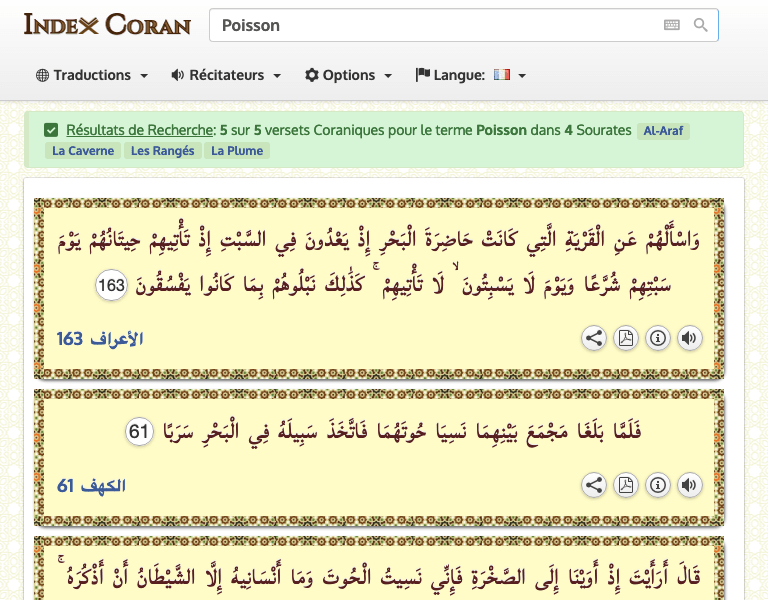 INDEX CORAN
Poisson
Traductions Récitateurs Options Langue:
Résultats de Recherche: 5 sur 5 versets Coraniques pour le terme Poisson dans 4 Sourates Al-Araf
La Caverne Les Rangés La Plume
وَاسْأَلْهُمْ عَنِ الْقَرْيَةِ الَّتِي كَانَتْ حَاضِرَةَ الْبَحْرِ إِذْ يَعْدُونَ فِي السَّبْتِ إِذْ تَأْتِيهِمْ حِيتَانُهُمْ يَوْمَ
سَبْتِهِمْ شُرَّعًا وَيَوْمَ لَا يَسْبِتُونَ ۙ لَا تَأْتِيهِمْ ۚ كَذَٰلِكَ نَبْلُوهُمْ بِمَا كَانُوا يَفْسُقُونَ 163
الأعراف 163
فَلَمَّا بَلَغَا مَجْمَعَ بَيْنِهِمَا نَسِيَا حُوتَهُمَا فَاتَّخَذَ سَبِيلَهُ فِي الْبَحْرِ سَرَبًا 61
الكهف 61
قَالَ أَرَأَيْتَ إِذْ أَوَيْنَا إِلَى الصَّخْرَةِ فَإِنِّي نَسِيتُ الْحُوتَ وَمَا أَنْسَانِيهُ إِلَّا الشَّيْطَانُ أَنْ أَذْكُرَهُ ۚ